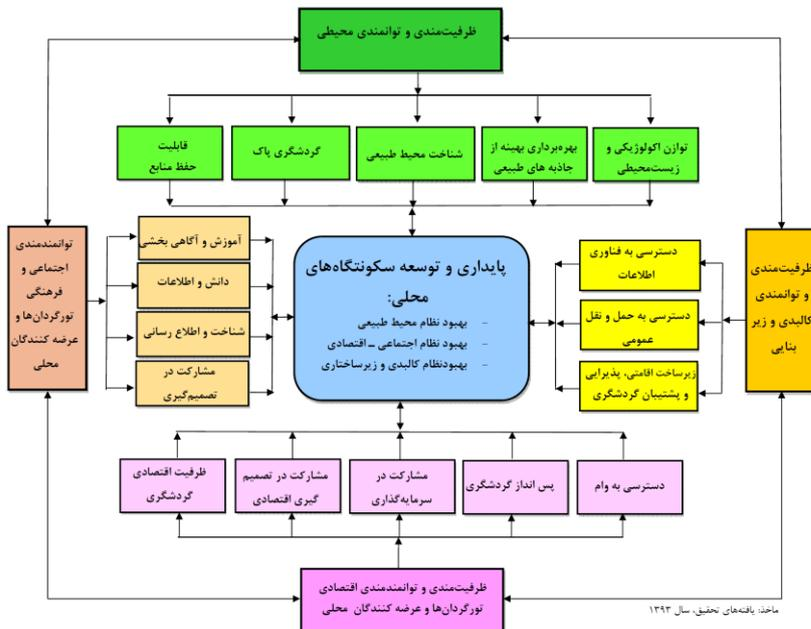 ظرفیت‌مندی و توانمندی محیطی
توازن اکولوژیکی و
زیست‌محیطی
بهره‌برداری بهینه از
جاذبه های طبیعی
شناخت محیط طبیعی
گردشگری پاک
قابلیت
حفظ منابع
ظرفیت‌مندی
و توانمندی
کالبدی و زیر
بنایی
دسترسی به فناوری
اطلاعات
دسترسی به حمل و نقل
عمومی
زیرساخت اقامتی، پذیرایی
و پشتیبان گردشگری
پایداری و توسعه سکونتگاه‌های
محلی:
- بهبود نظام محیط طبیعی
- بهبود نظام اجتماعی ـ اقتصادی
- بهبودنظام کالبدی و زیرساختاری
آموزش و آگاهی بخشی
دانش و اطلاعات
شناخت و اطلاع رسانی
مشارکت در
تصمیم‌گیری
توانمندمندی
اجتماعی و
فرهنگی
تورگردان‌ها و
عرضه کنندگان
محلی
دسترسی به وام
پس انداز گردشگری
مشارکت در
سرمایه‌گذاری
مشارکت در تصمیم
گیری اقتصادی
ظرفیت اقتصادی
گردشگری
ظرفیت‌مندی و توانمندمندی اقتصادی
تورگردان‌ها و عرضه کنندگان محلی
ماخذ: یافته‌های تحقیق، سال ۱۳۹۳